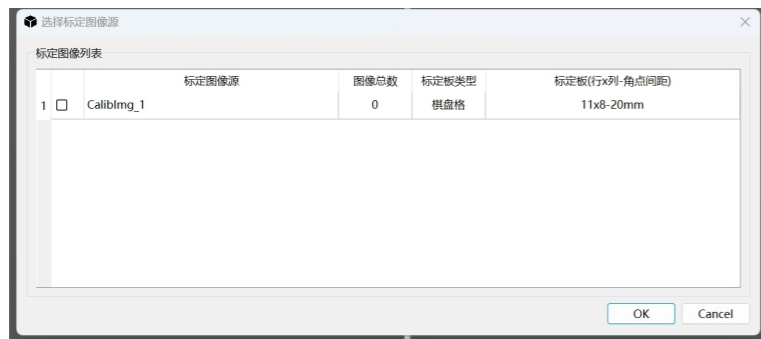 选择标定图像源
标定图像列表
标定图像源 图像总数 标定板类型 标定板(行x列-角点间距)
1 CalibImg_1 0 棋盘格 11x8-20mm
OK Cancel